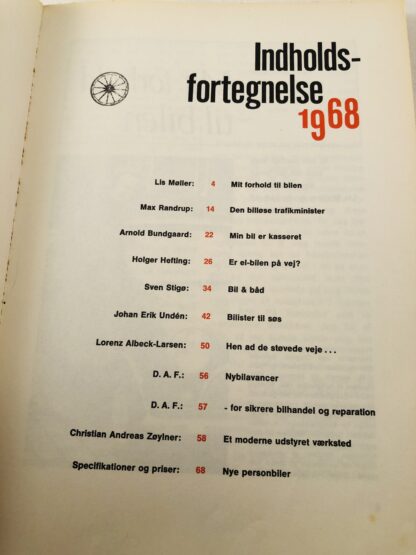 Indholds-
fortegnelse
1968
Lis Møller: 4 Mit forhold til bilen
Max Randrup: 14 Den billøse trafikminister
Arnold Bundgaard: 22 Min bil er kasseret
Holger Hefting: 26 Er el-bilen på vej?
Sven Stigø: 34 Bil & båd
Johan Erik Undén: 42 Bilister til søs
Lorenz Albeck-Larsen: 50 Hen ad de støvede veje...
D. A. F.: 56 Nybilavancer
D. A. F.: 57 - for sikrere bilhandel og reparation
Christian Andreas Zøylner: 58 Et moderne udstyret værksted
Specifikationer og priser: 68 Nye personbiler